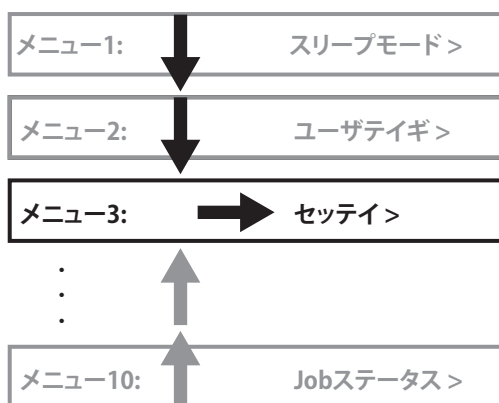 メニュー1: スリープモード >
メニュー2: ユーザテイギ >
メニュー3: セッテイ >
.
.
.
メニュー10: Jobステータス >